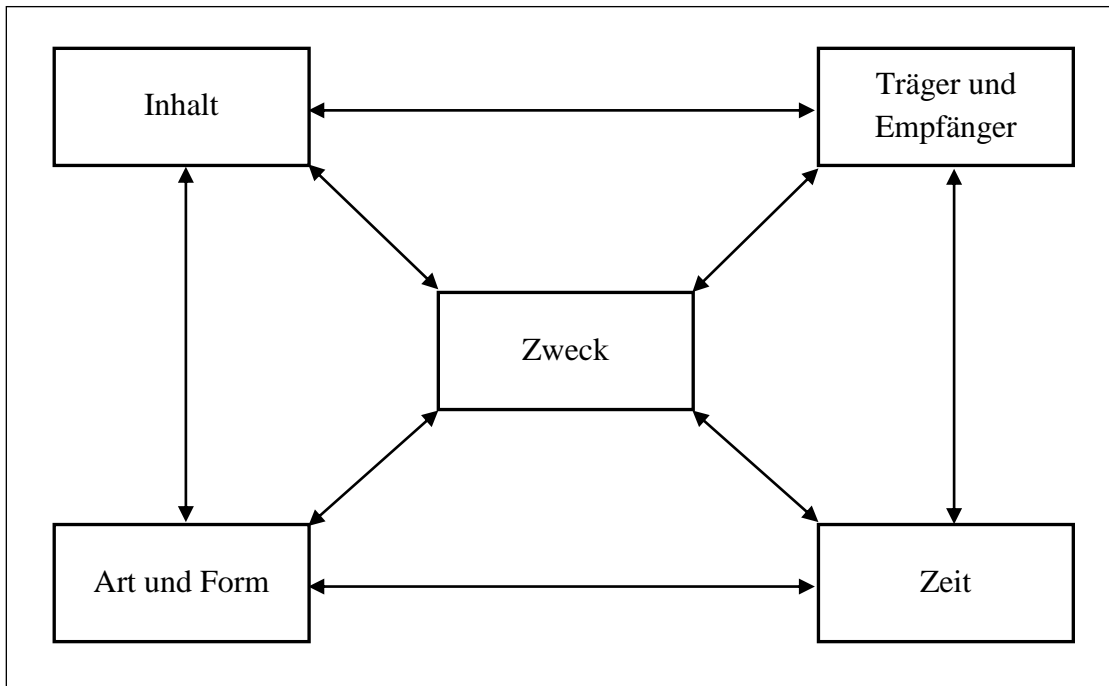 Inhalt
Träger und
Empfänger
Zweck
Art und Form
Zeit